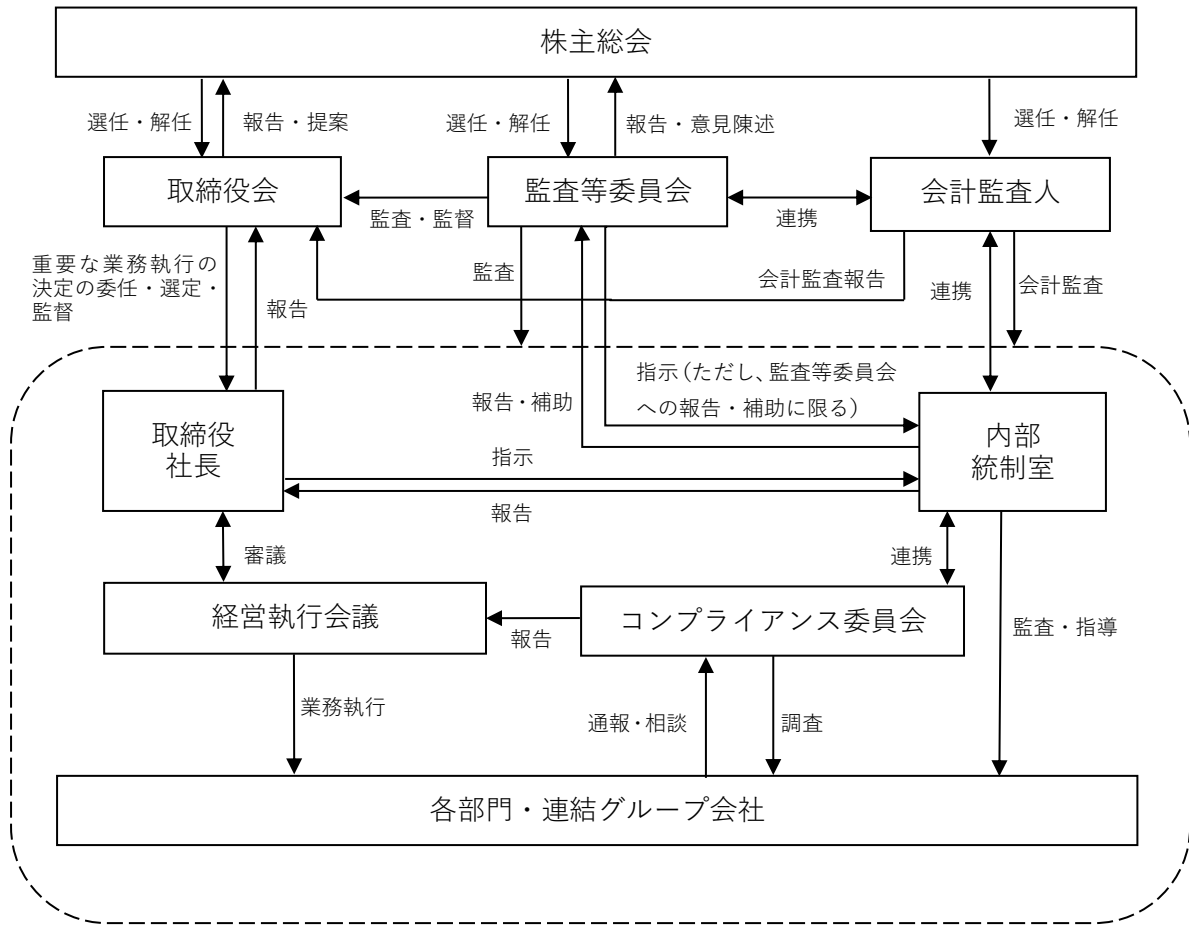 株主総会
選任・解任
報告・提案
選任・解任
報告・意見陳述
選任・解任
取締役会
監査等委員会
会計監査人
監査・監督
連携
重要な業務執行の
決定の委任・選定・
監督
報告
監査
会計監査報告
連携
会計監査
指示（ただし、監査等委員会
への報告・補助に限る）
報告・補助
取締役
社長
内部
統制室
指示
報告
審議
連携
経営執行会議
コンプライアンス委員会
報告
監査・指導
業務執行
通報・相談
調査
各部門・連結グループ会社